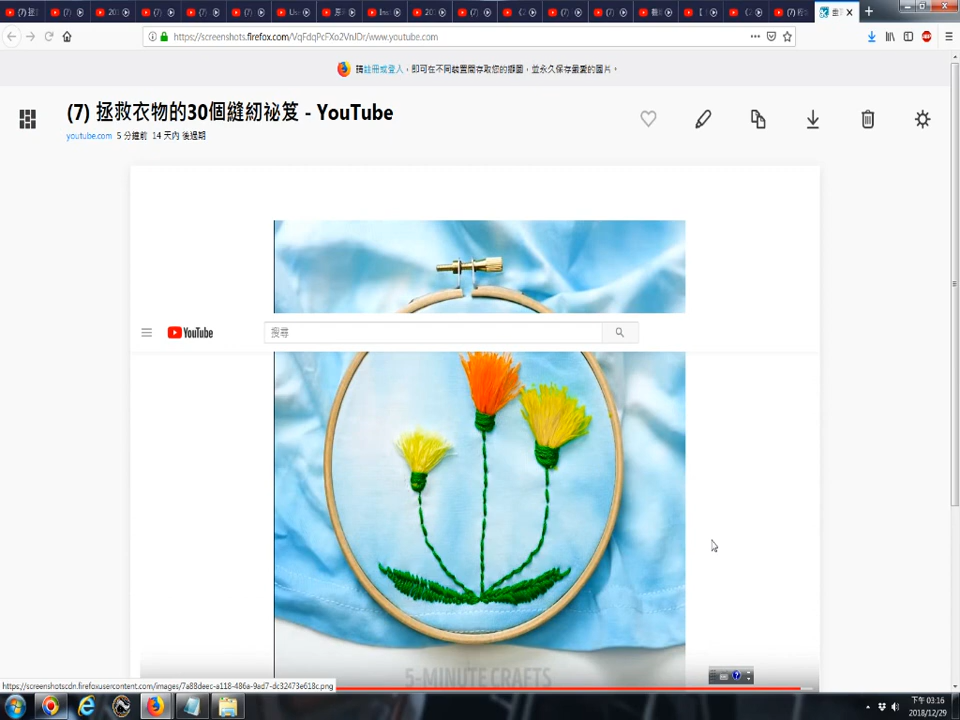 https://screenshots.firefox.com/VqFdqPcFXo2VnJDr/www.youtube.com
請註冊或登入，即可在不同裝置間存取您的擷圖，並永久保存最愛的圖片。
(7) 拯救衣物的30個縫紉祕笈 - YouTube
youtube.com 5 分鐘前 14 天內 後過期
YouTube
搜尋
5-MINUTE CRAFTS
https://screenshotscdn.firefoxusercontent.com/images/7a88deec-a118-486a-9ad7-dc32473e618c.png
下午 03:16
2018/12/29